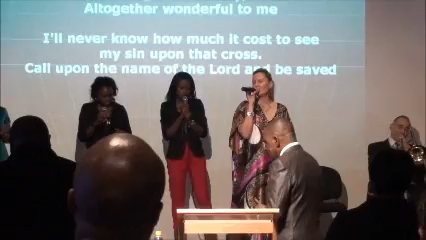 Altogether wonderful to me
I'll never know how much it cost to see
my sin upon that cross.
Call upon the name of the Lord and be saved